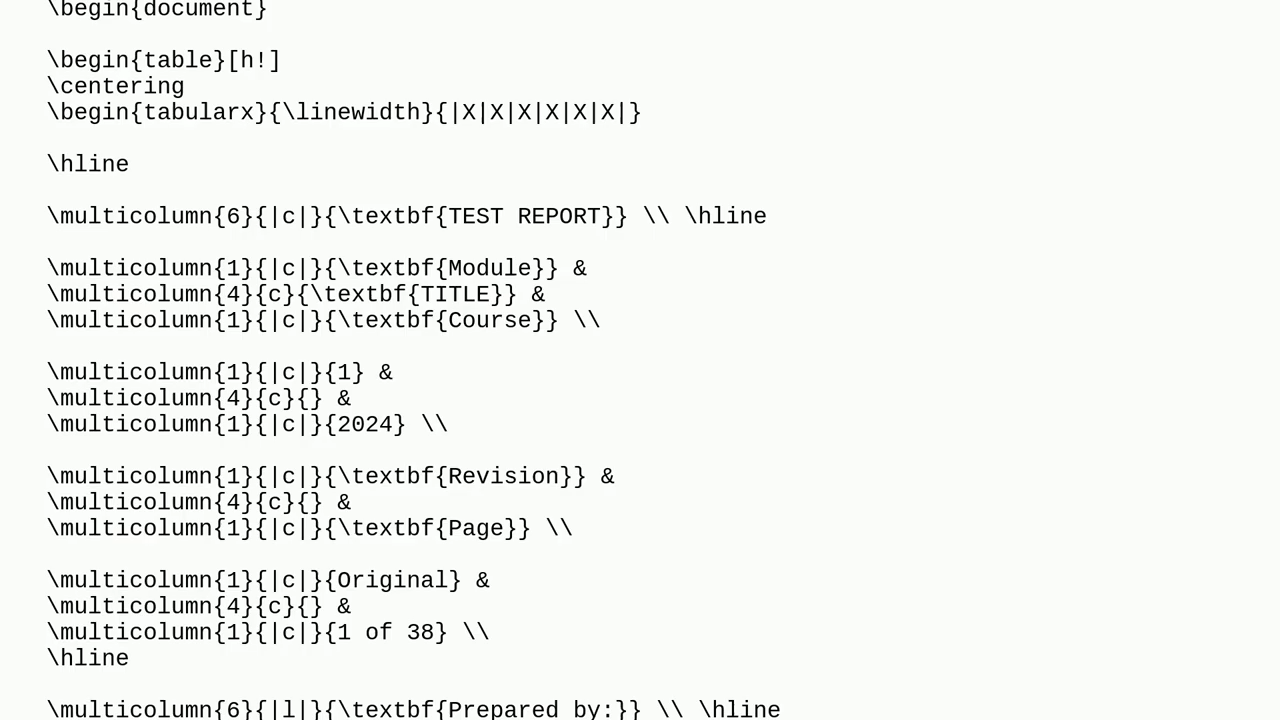 \begin{document}
\begin{table}[h!]
\centering
\begin{tabularx}{\linewidth}{|X|X|X|X|X|X|}
\hline
\multicolumn{6}{|c|}{\textbf{TEST REPORT}} \\ \hline
\multicolumn{1}{|c|}{\textbf{Module}} &
\multicolumn{4}{c}{\textbf{TITLE}} &
\multicolumn{1}{|c|}{\textbf{Course}} \\
\multicolumn{1}{|c|}{1} &
\multicolumn{4}{c}{} &
\multicolumn{1}{|c|}{2024} \\
\multicolumn{1}{|c|}{\textbf{Revision}} &
\multicolumn{4}{c}{} &
\multicolumn{1}{|c|}{\textbf{Page}} \\
\multicolumn{1}{|c|}{Original} &
\multicolumn{4}{c}{} &
\multicolumn{1}{|c|}{1 of 38} \\
\hline
\multicolumn{6}{|l|}{\textbf{Prepared by:}} \\ \hline